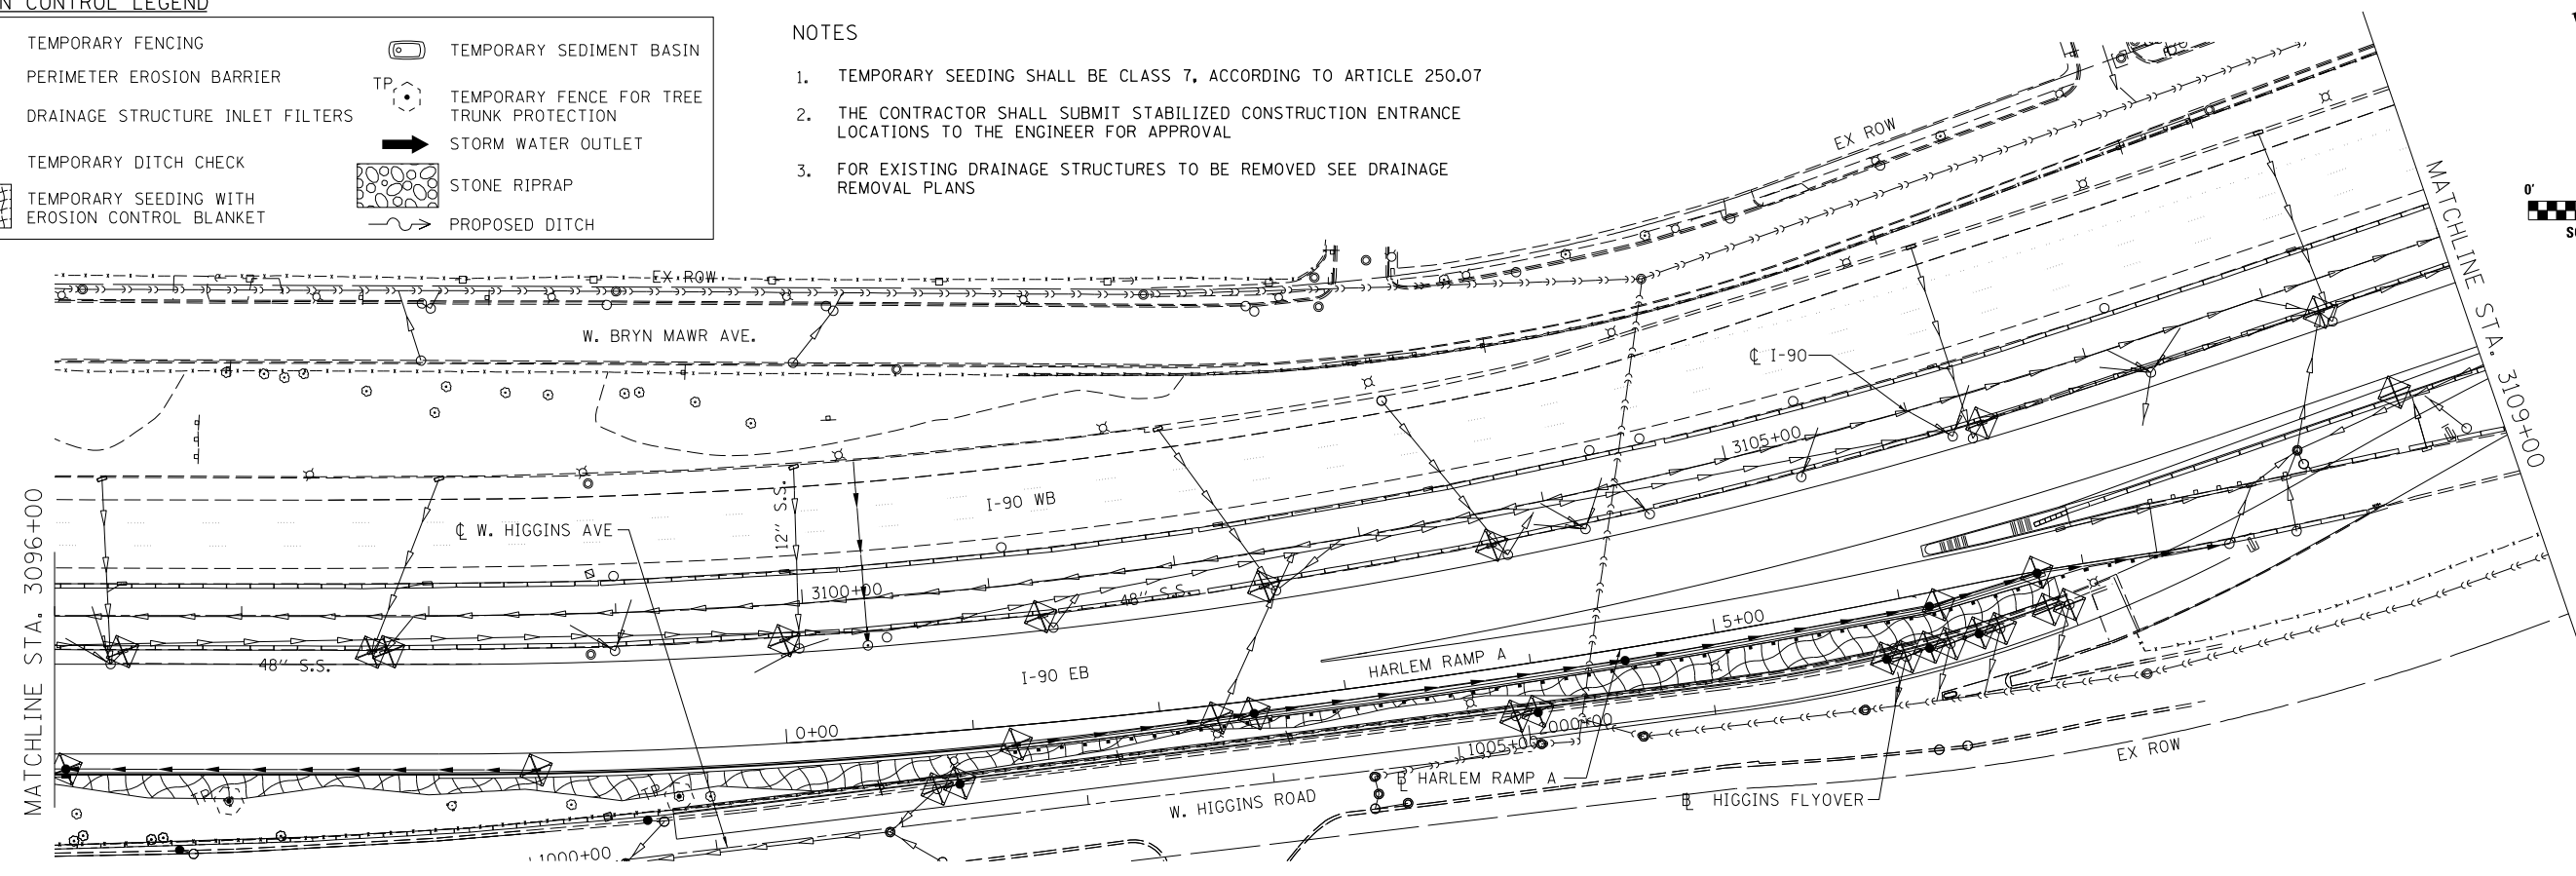 N CONTROL LEGEND
TEMPORARY FENCING
PERIMETER EROSION BARRIER
DRAINAGE STRUCTURE INLET FILTERS
TEMPORARY DITCH CHECK
TEMPORARY SEEDING WITH
EROSION CONTROL BLANKET
TEMPORARY SEDIMENT BASIN
TP
TEMPORARY FENCE FOR TREE
TRUNK PROTECTION
STORM WATER OUTLET
STONE RIPRAP
PROPOSED DITCH
NOTES
1. TEMPORARY SEEDING SHALL BE CLASS 7, ACCORDING TO ARTICLE 250.07
2. THE CONTRACTOR SHALL SUBMIT STABILIZED CONSTRUCTION ENTRANCE
LOCATIONS TO THE ENGINEER FOR APPROVAL
3. FOR EXISTING DRAINAGE STRUCTURES TO BE REMOVED SEE DRAINAGE
REMOVAL PLANS
EX ROW
MATCHLINE STA. 3109+00
0'
EX ROW
W. BRYN MAWR AVE.
℄ I-90
3105+00
I-90 WB
12" S.S.
℄ W. HIGGINS AVE
MATCHLINE STA. 3096+00
3100+00
48" S.S.
48" S.S.
5+00
HARLEM RAMP A
I-90 EB
0+00
2000+00
1005+00
HARLEM RAMP A
EX ROW
W. HIGGINS ROAD
HIGGINS FLYOVER
TP
TP
1000+00